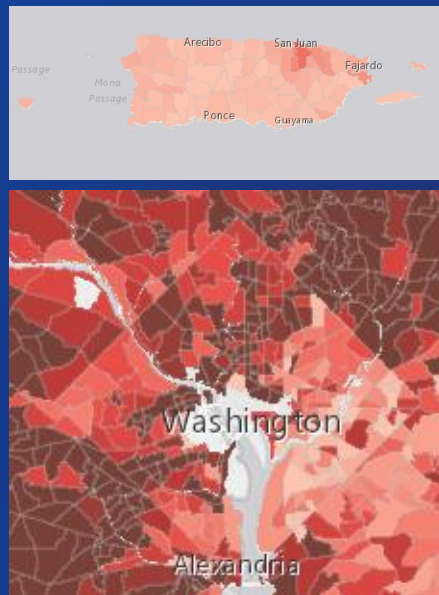 Arecibo
San Juan
Passage
Fajardo
Mona
Passage
Ponce
Guayama
Washington
Alexandria